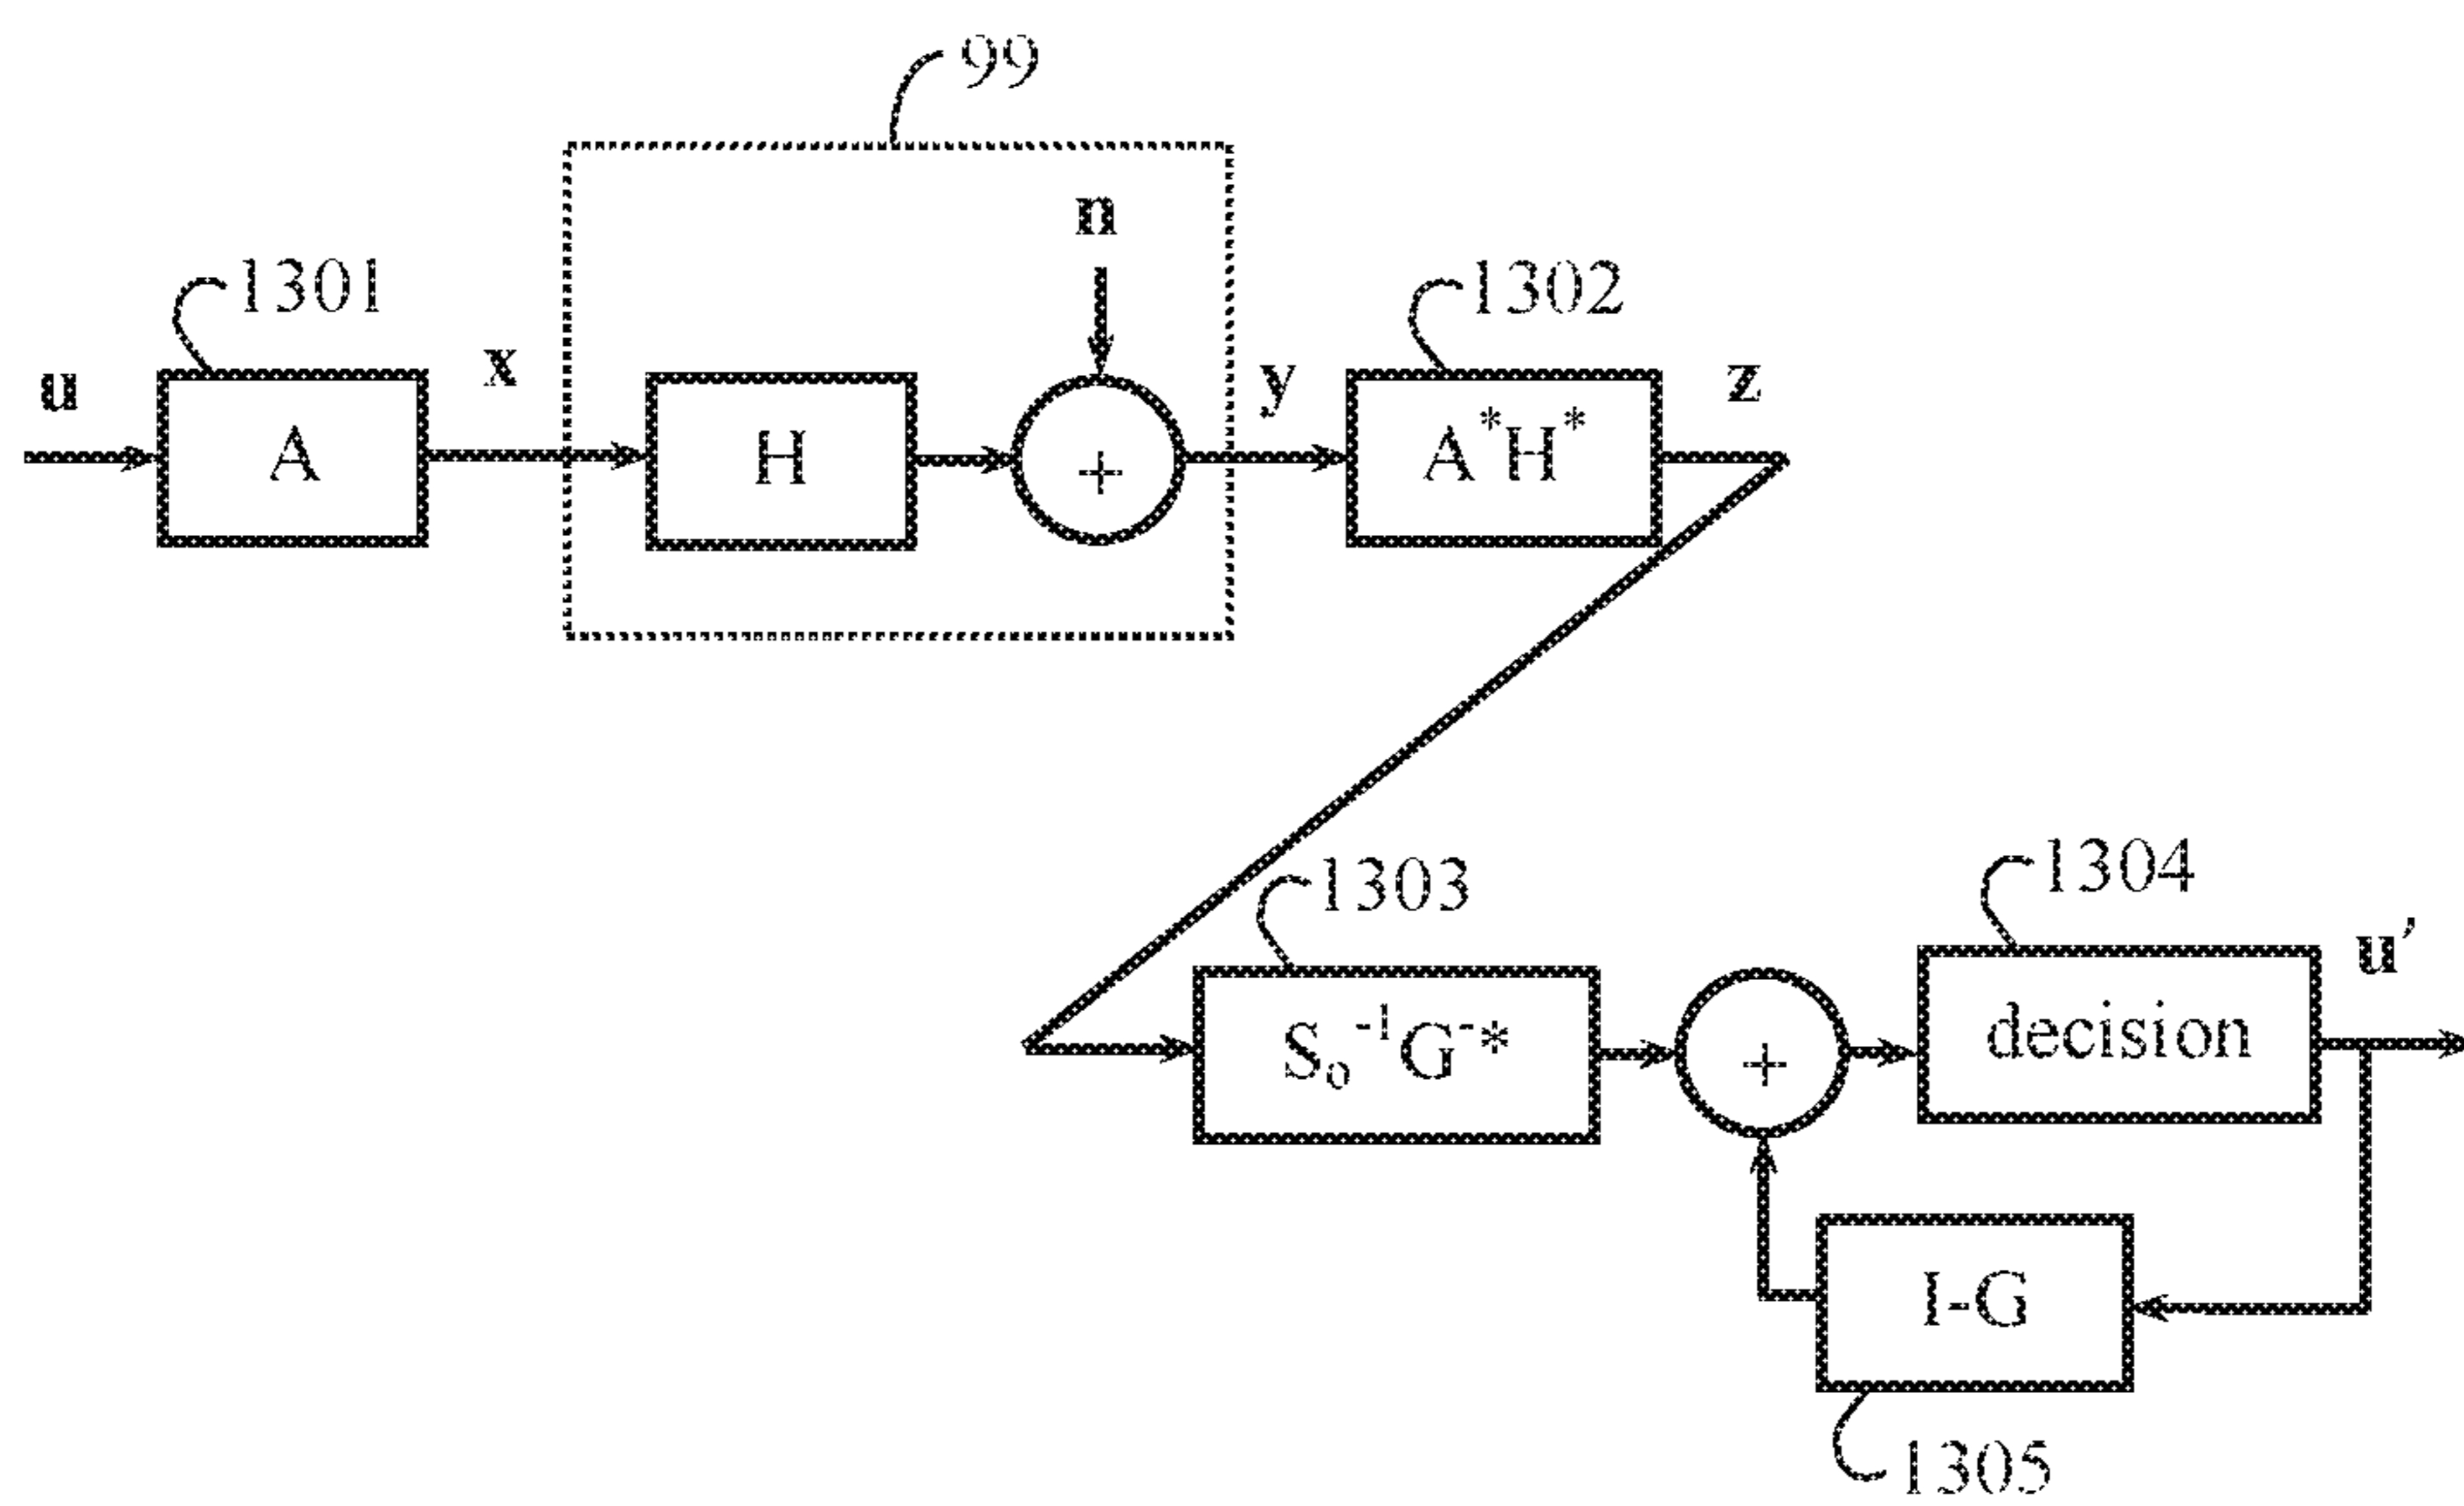 99
n
1301
1302
u
x
y
z
A
H
+
A*H*
1303
1304
S₀⁻¹G⁻*
+
decision
u'
I-G
1305